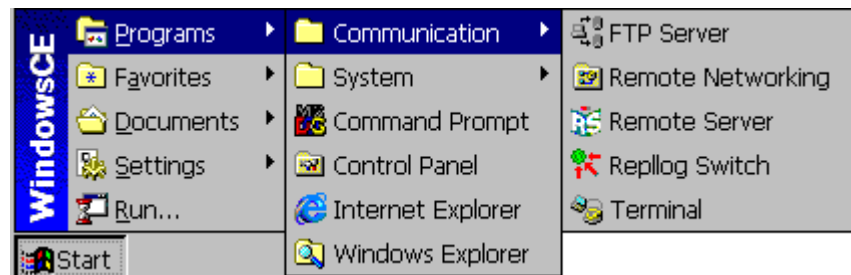 WindowsCE
Programs
Favorites
Documents
Settings
Run...
Start
Communication
System
Command Prompt
Control Panel
Internet Explorer
Windows Explorer
FTP Server
Remote Networking
Remote Server
Repllog Switch
Terminal